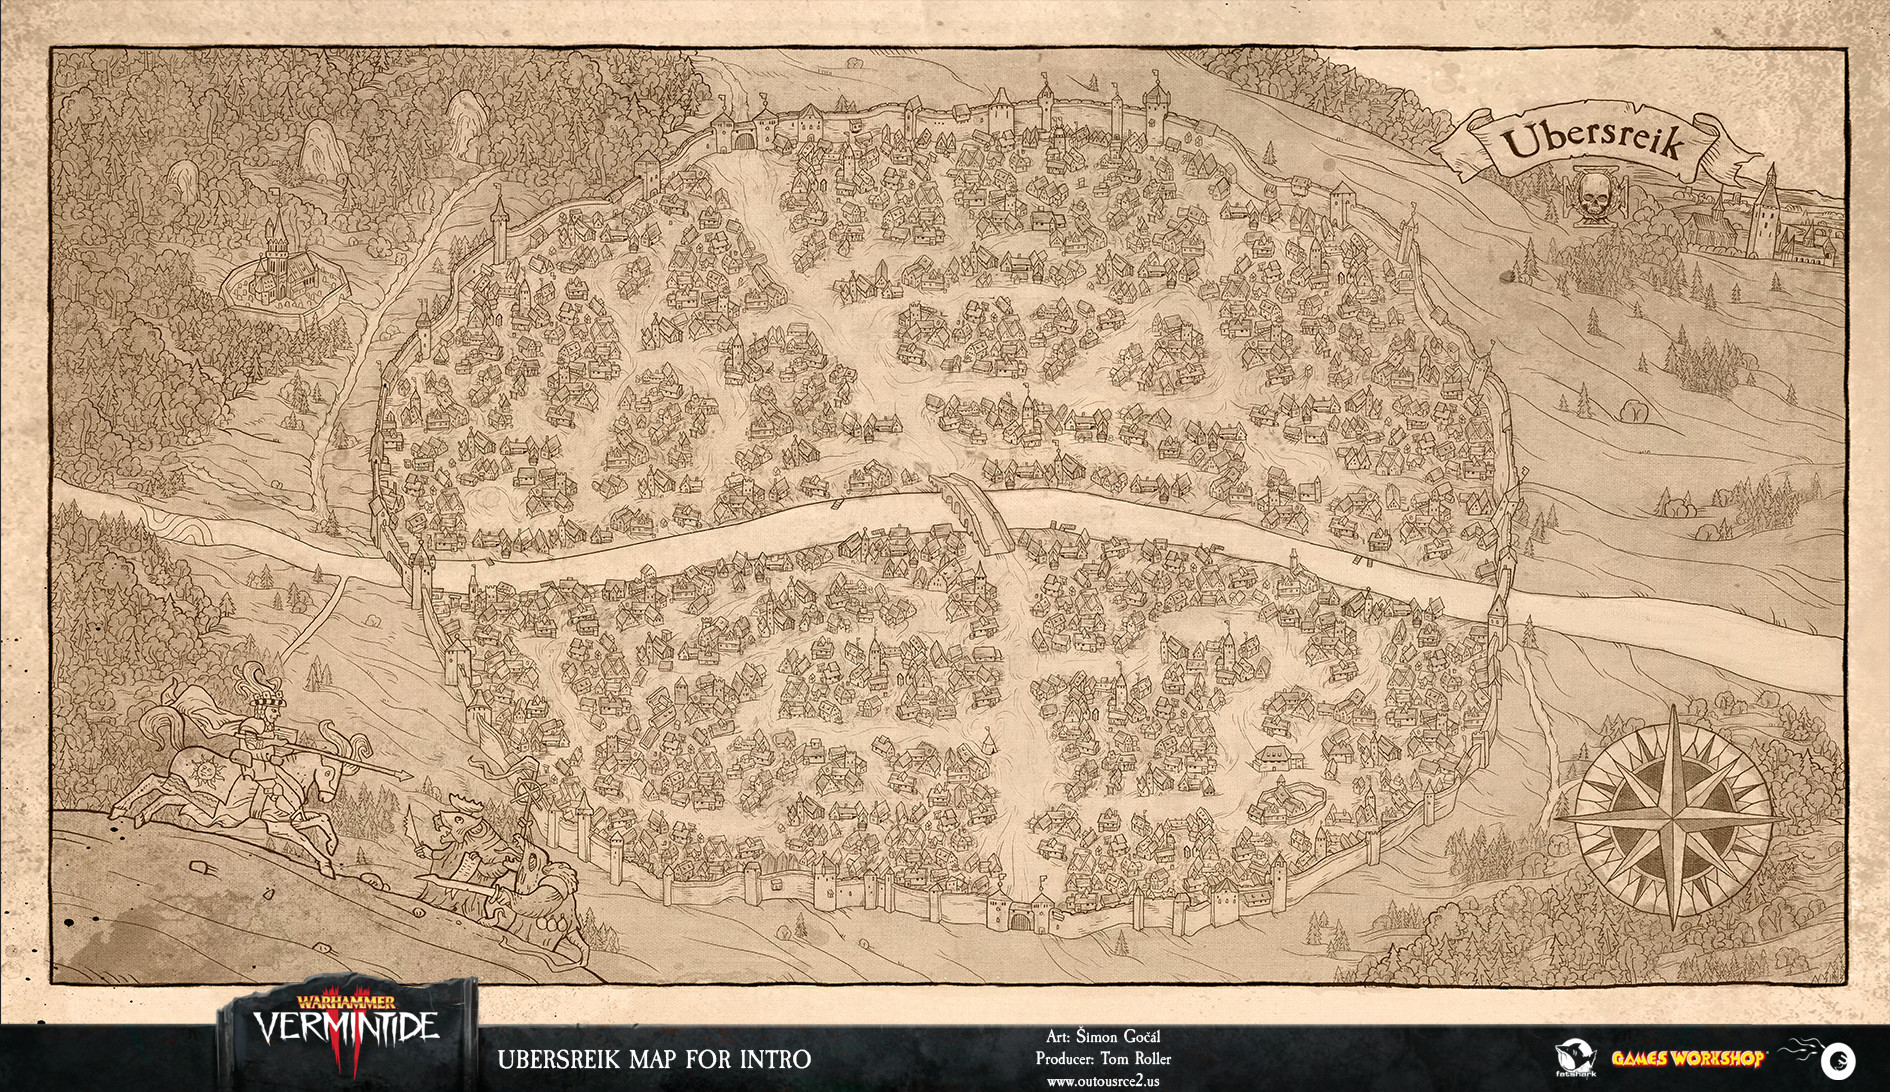 Ubersreik
WARHAMMER
VERMINTIDE
II
UBERSREIK MAP FOR INTRO
Art: Šimon Gočál
Producer: Tom Roller
www.outousrce2.us
fatshark
GAMES WORKSHOP